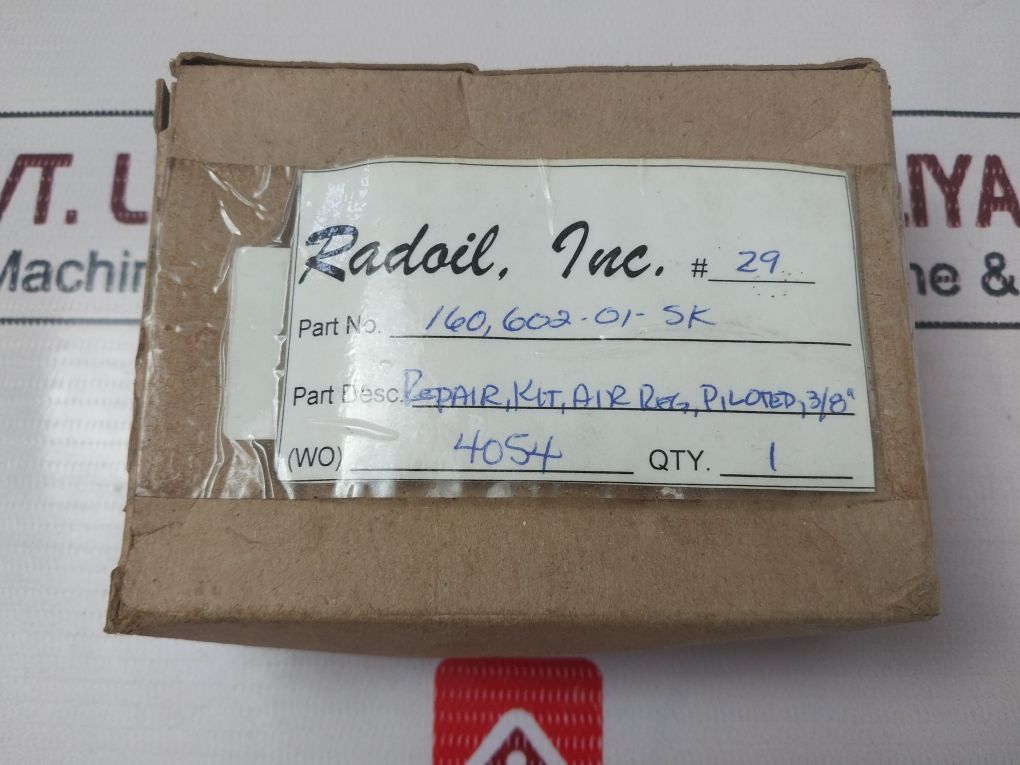 Radoil, Inc. # 29
Part No. 160,602-01-SK
Part Desc. REPAIR, KIT, AIR REG, PILOTED, 3/8"
(WO) 4054 QTY. 1
VT. L IYA
Machin ne &